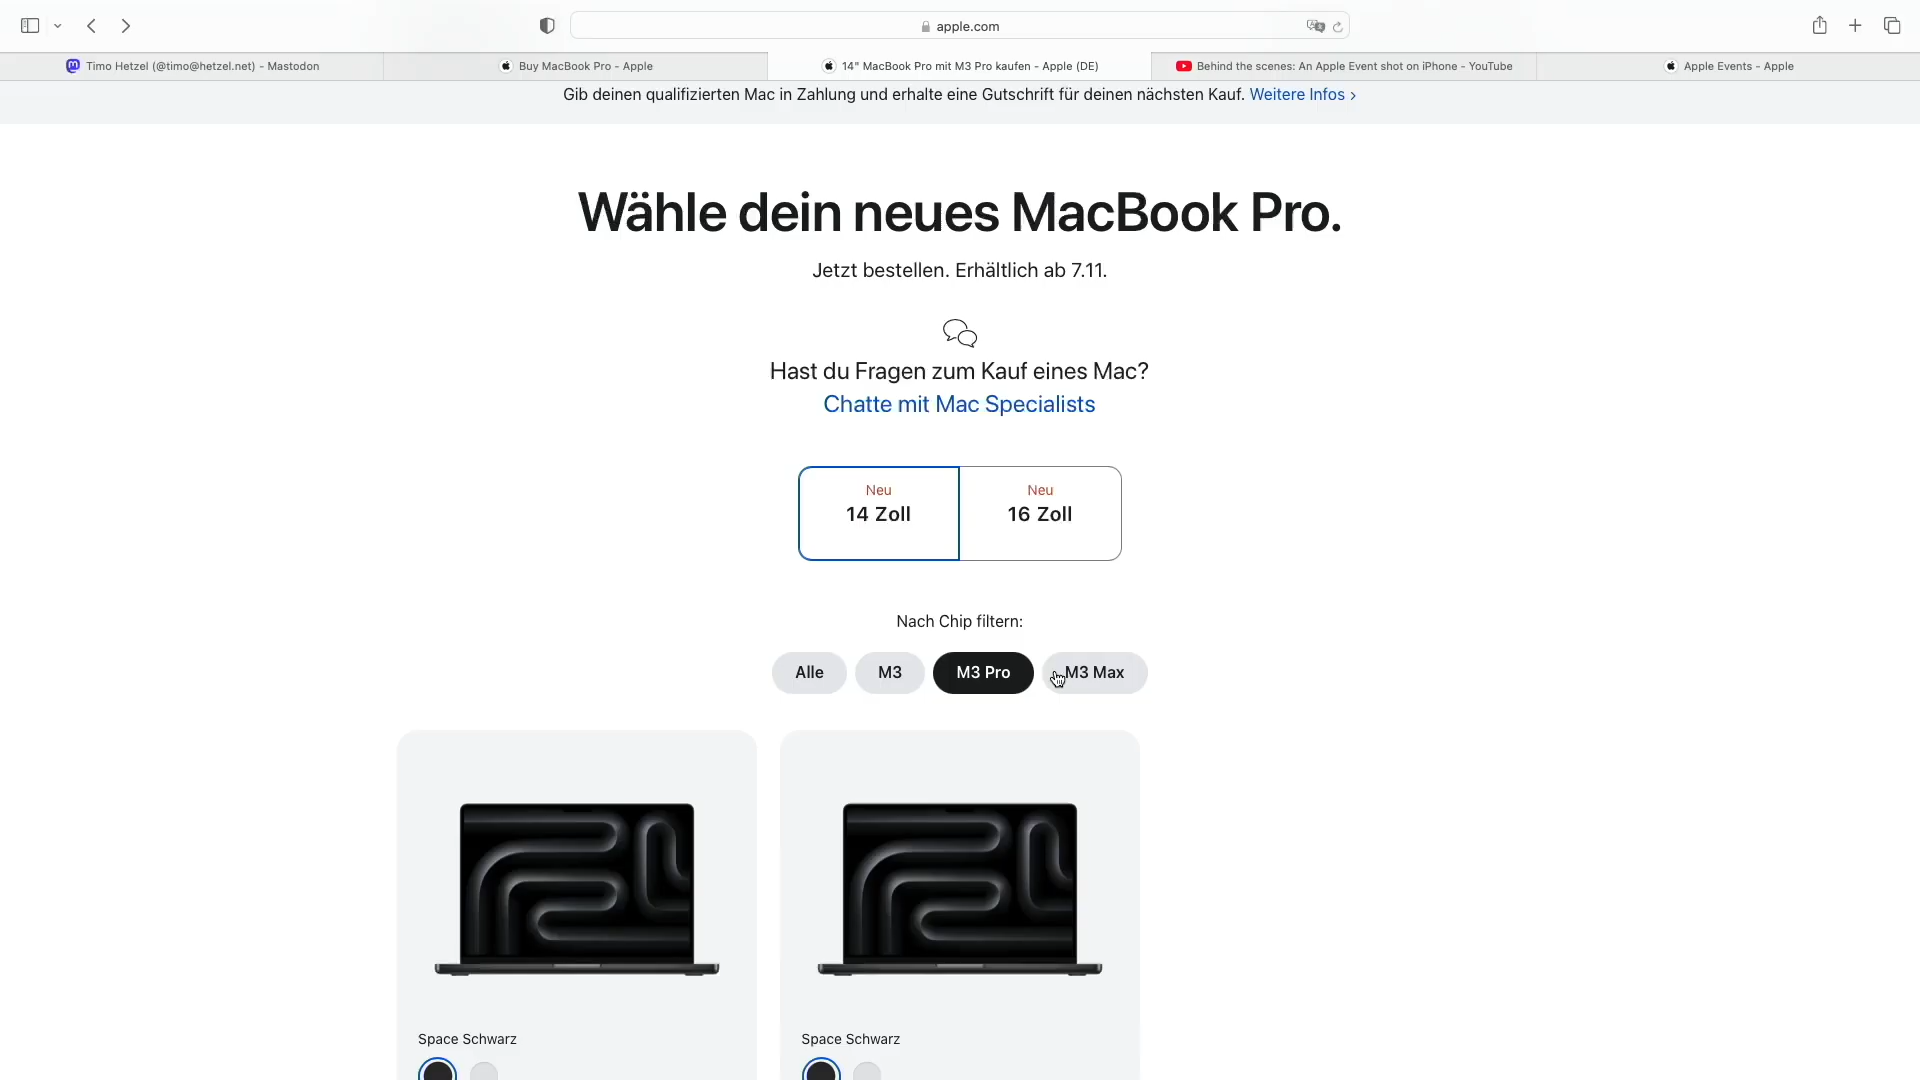 apple.com
Timo Hetzel (@timo@hetzel.net) - Mastodon
Buy MacBook Pro - Apple
14" MacBook Pro mit M3 Pro kaufen - Apple (DE)
Behind the scenes: An Apple Event shot on iPhone - YouTube
Apple Events - Apple
Gib deinen qualifizierten Mac in Zahlung und erhalte eine Gutschrift für deinen nächsten Kauf. Weitere Infos >
Wähle dein neues MacBook Pro.
Jetzt bestellen. Erhältlich ab 7.11.
Hast du Fragen zum Kauf eines Mac?
Chatte mit Mac Specialists
Neu
14 Zoll
Neu
16 Zoll
Nach Chip filtern:
Alle
M3
M3 Pro
M3 Max
Space Schwarz
Space Schwarz